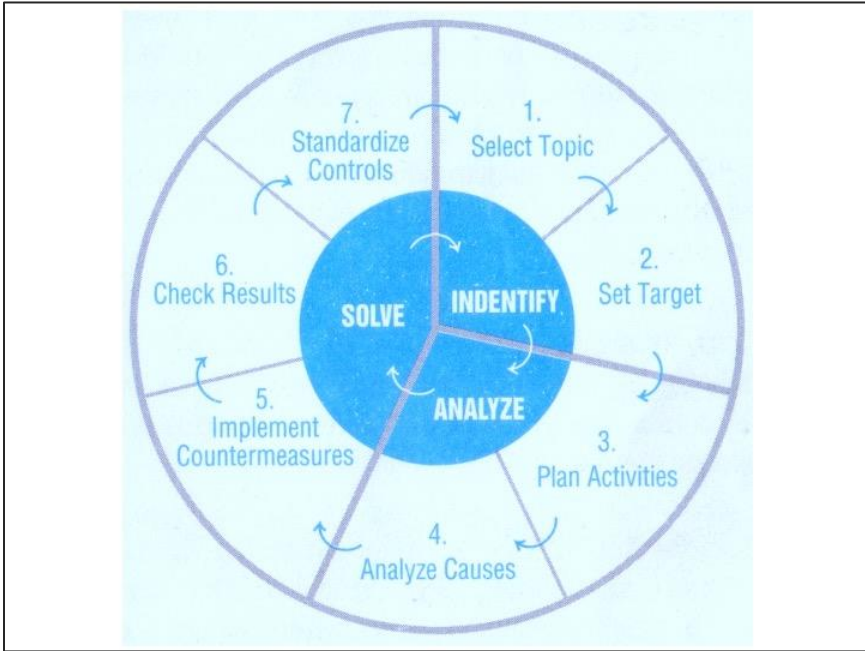 1.
Select Topic
2.
Set Target
3.
Plan Activities
4.
Analyze Causes
5.
Implement
Countermeasures
6.
Check Results
7.
Standardize
Controls
INDENTIFY
ANALYZE
SOLVE